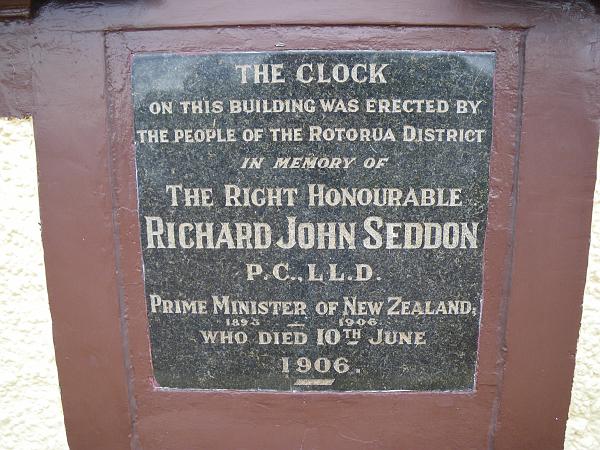 THE CLOCK
ON THIS BUILDING WAS ERECTED BY
THE PEOPLE OF THE ROTORUA DISTRICT
IN MEMORY OF
THE RIGHT HONOURABLE
RICHARD JOHN SEDDON
P.C., LL.D.
PRIME MINISTER OF NEW ZEALAND,
1893 — 1906
WHO DIED 10TH JUNE
1906.